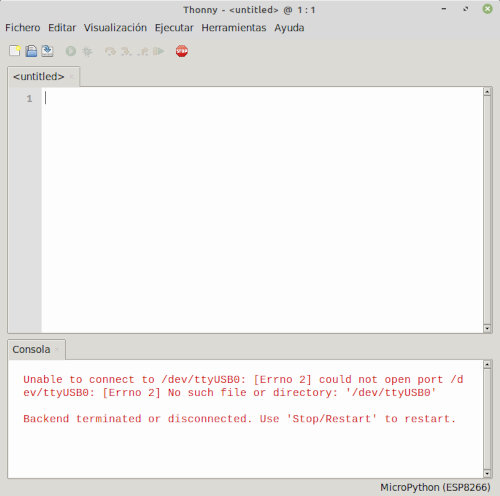 Thonny - <untitled> @ 1 : 1
Fichero Editar Visualización Ejecutar Herramientas Ayuda
STOP
<untitled>
1
Consola
Unable to connect to /dev/ttyUSB0: [Errno 2] could not open port /d
ev/ttyUSB0: [Errno 2] No such file or directory: '/dev/ttyUSB0'
Backend terminated or disconnected. Use 'Stop/Restart' to restart.
MicroPython (ESP8266)